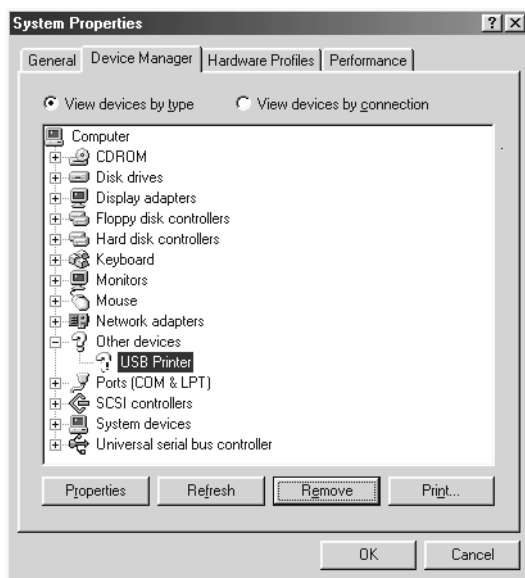 System Properties
General Device Manager Hardware Profiles Performance
View devices by type View devices by connection
Computer
CDROM
Disk drives
Display adapters
Floppy disk controllers
Hard disk controllers
Keyboard
Monitors
Mouse
Network adapters
Other devices
USB Printer
Ports (COM & LPT)
SCSI controllers
System devices
Universal serial bus controller
Properties Refresh Remove Print...
OK Cancel